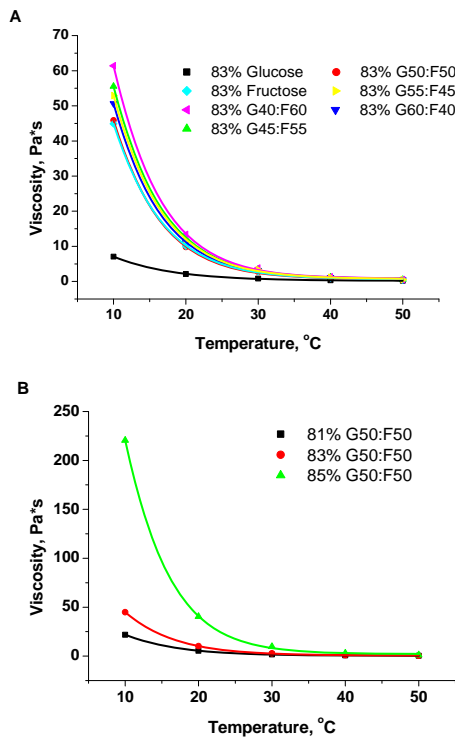 A
83% Glucose
83% Fructose
83% G40:F60
83% G45:F55
83% G50:F50
83% G55:F45
83% G60:F40
Viscosity, Pa*s
70
60
50
40
30
20
10
0
10 20 30 40 50
Temperature, °C
B
81% G50:F50
83% G50:F50
85% G50:F50
Viscosity, Pa*s
250
200
150
100
50
0
10 20 30 40 50
Temperature, °C